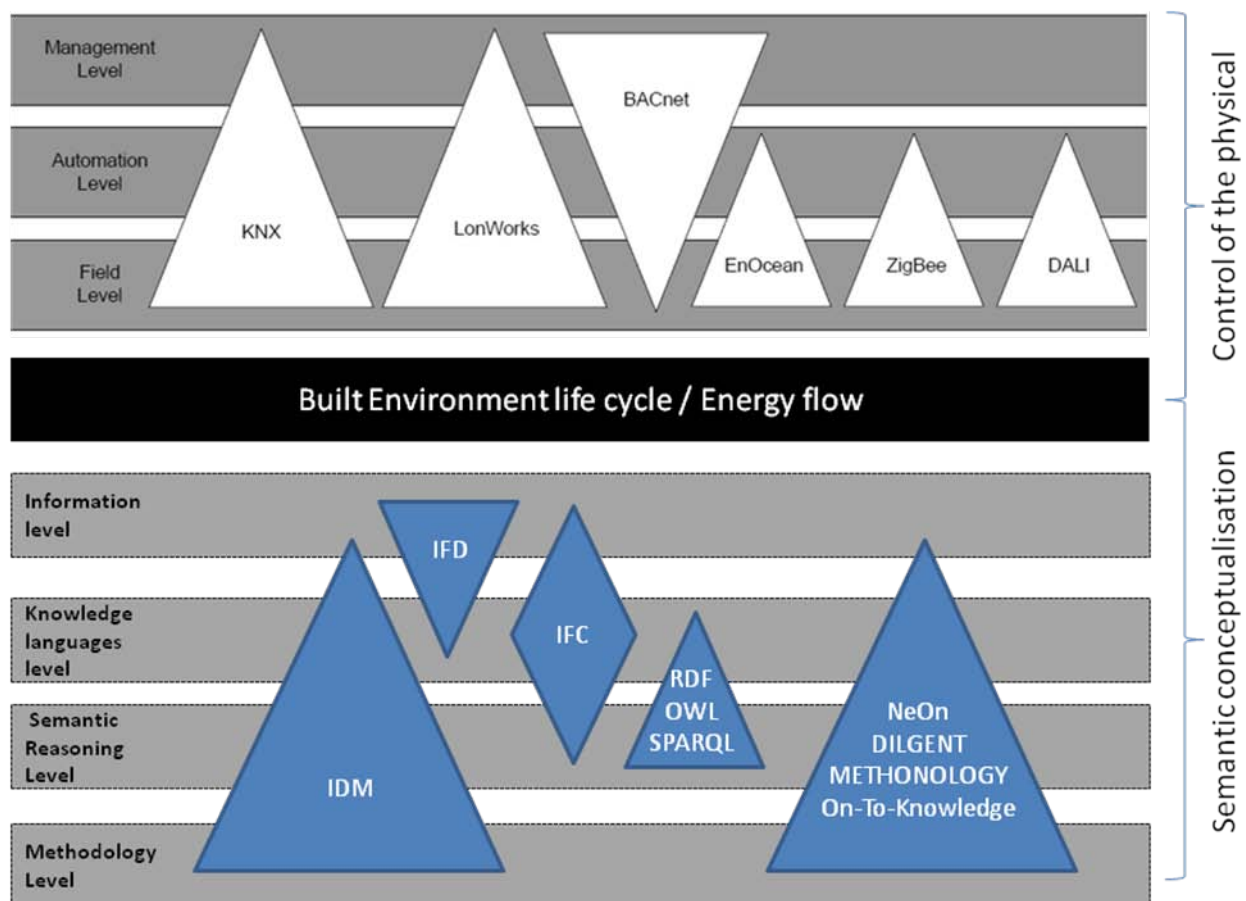 Management
Level
BACnet
Automation
Level
KNX
LonWorks
EnOcean
ZigBee
DALI
Field
Level
Control of the physical
Built Environment life cycle / Energy flow
Information
level
IFD
Knowledge
languages
level
IFC
RDF
OWL
SPARQL
Semantic
Reasoning
Level
IDM
NeOn
DILGENT
METHONOLOGY
On-To-Knowledge
Methodology
Level
Semantic conceptualisation